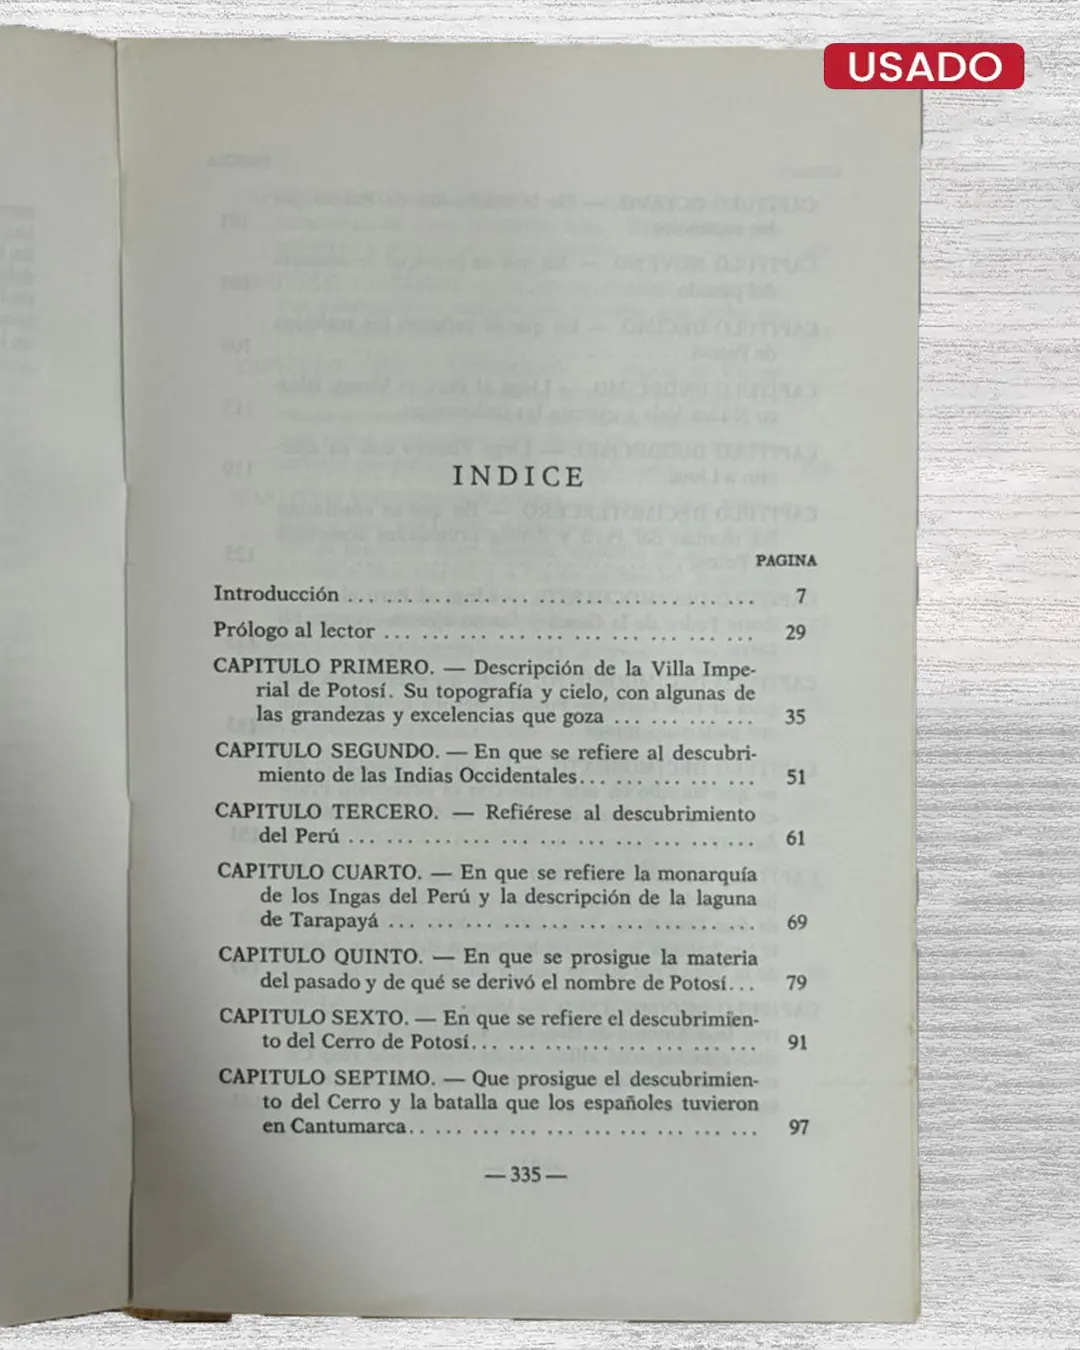 USADO
INDICE
PAGINA
Introducción ... ... ... ... ... ... ... ... ... ... ... 7
Prólogo al lector ... ... ... ... ... ... ... ... ... ... 29
CAPITULO PRIMERO. — Descripción de la Villa Impe-
rial de Potosí. Su topografía y cielo, con algunas de
las grandezas y excelencias que goza ... ... ... ... 35
CAPITULO SEGUNDO. — En que se refiere al descubri-
miento de las Indias Occidentales... ... ... ... ... 51
CAPITULO TERCERO. — Refiérese al descubrimiento
del Perú ... ... ... ... ... ... ... ... ... ... ... 61
CAPITULO CUARTO. — En que se refiere la monarquía
de los Ingas del Perú y la descripción de la laguna
de Tarapayá ... ... ... ... ... ... ... ... ... ... 69
CAPITULO QUINTO. — En que se prosigue la materia
del pasado y de qué se derivó el nombre de Potosí... 79
CAPITULO SEXTO. — En que se refiere el descubrimien-
to del Cerro de Potosí... ... ... ... ... ... ... ... 91
CAPITULO SEPTIMO. — Que prosigue el descubrimien-
to del Cerro y la batalla que los españoles tuvieron
en Cantumarca.. ... ... ... ... ... ... ... ... ... 97
— 335 —